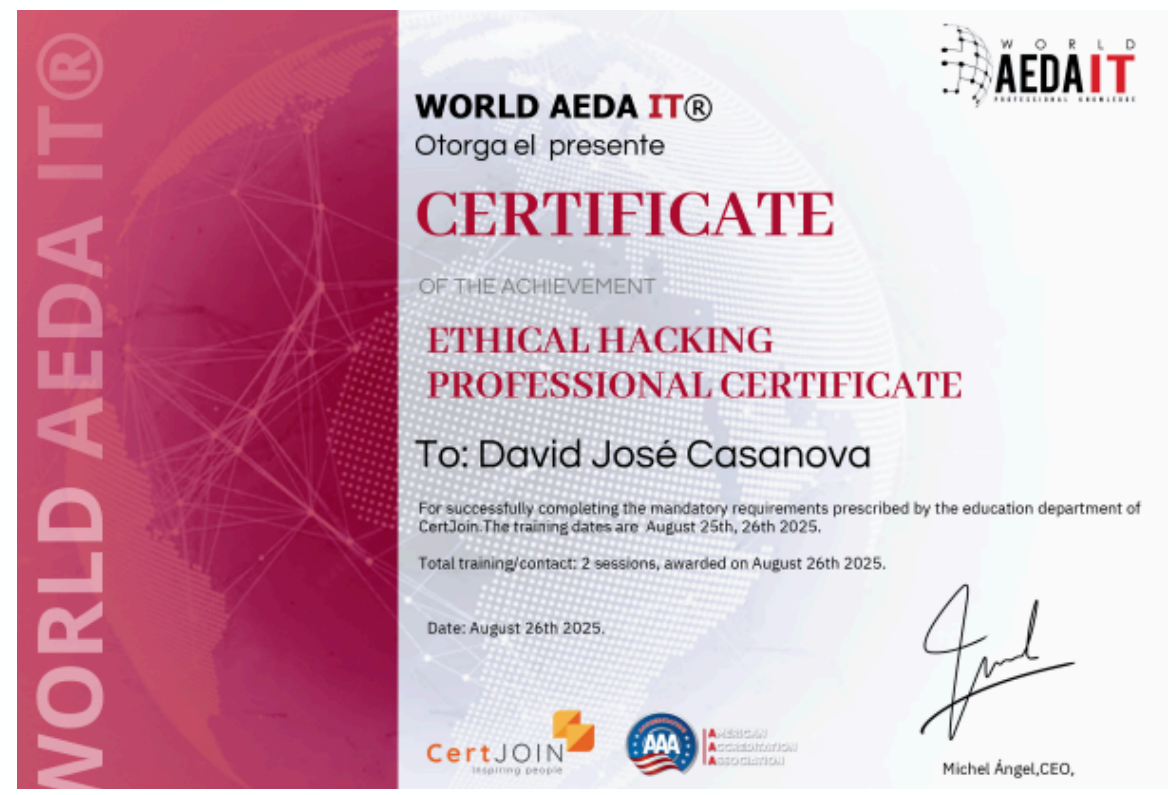 WORLD AEDA IT®
WORLD
AEDAIT
PROFESSIONAL KNOWLEDGE
WORLD AEDA IT®
Otorga el presente
CERTIFICATE
OF THE ACHIEVEMENT
ETHICAL HACKING
PROFESSIONAL CERTIFICATE
To: David José Casanova
For successfully completing the mandatory requirements prescribed by the education department of
CertJoin.The training dates are August 25th, 26th 2025.
Total training/contact: 2 sessions, awarded on August 26th 2025.
Date: August 26th 2025.
CertJOIN
Inspiring people
AAA
AMERICAN
ACCREDITATION
ASSOCIATION
Michel Ángel,CEO,